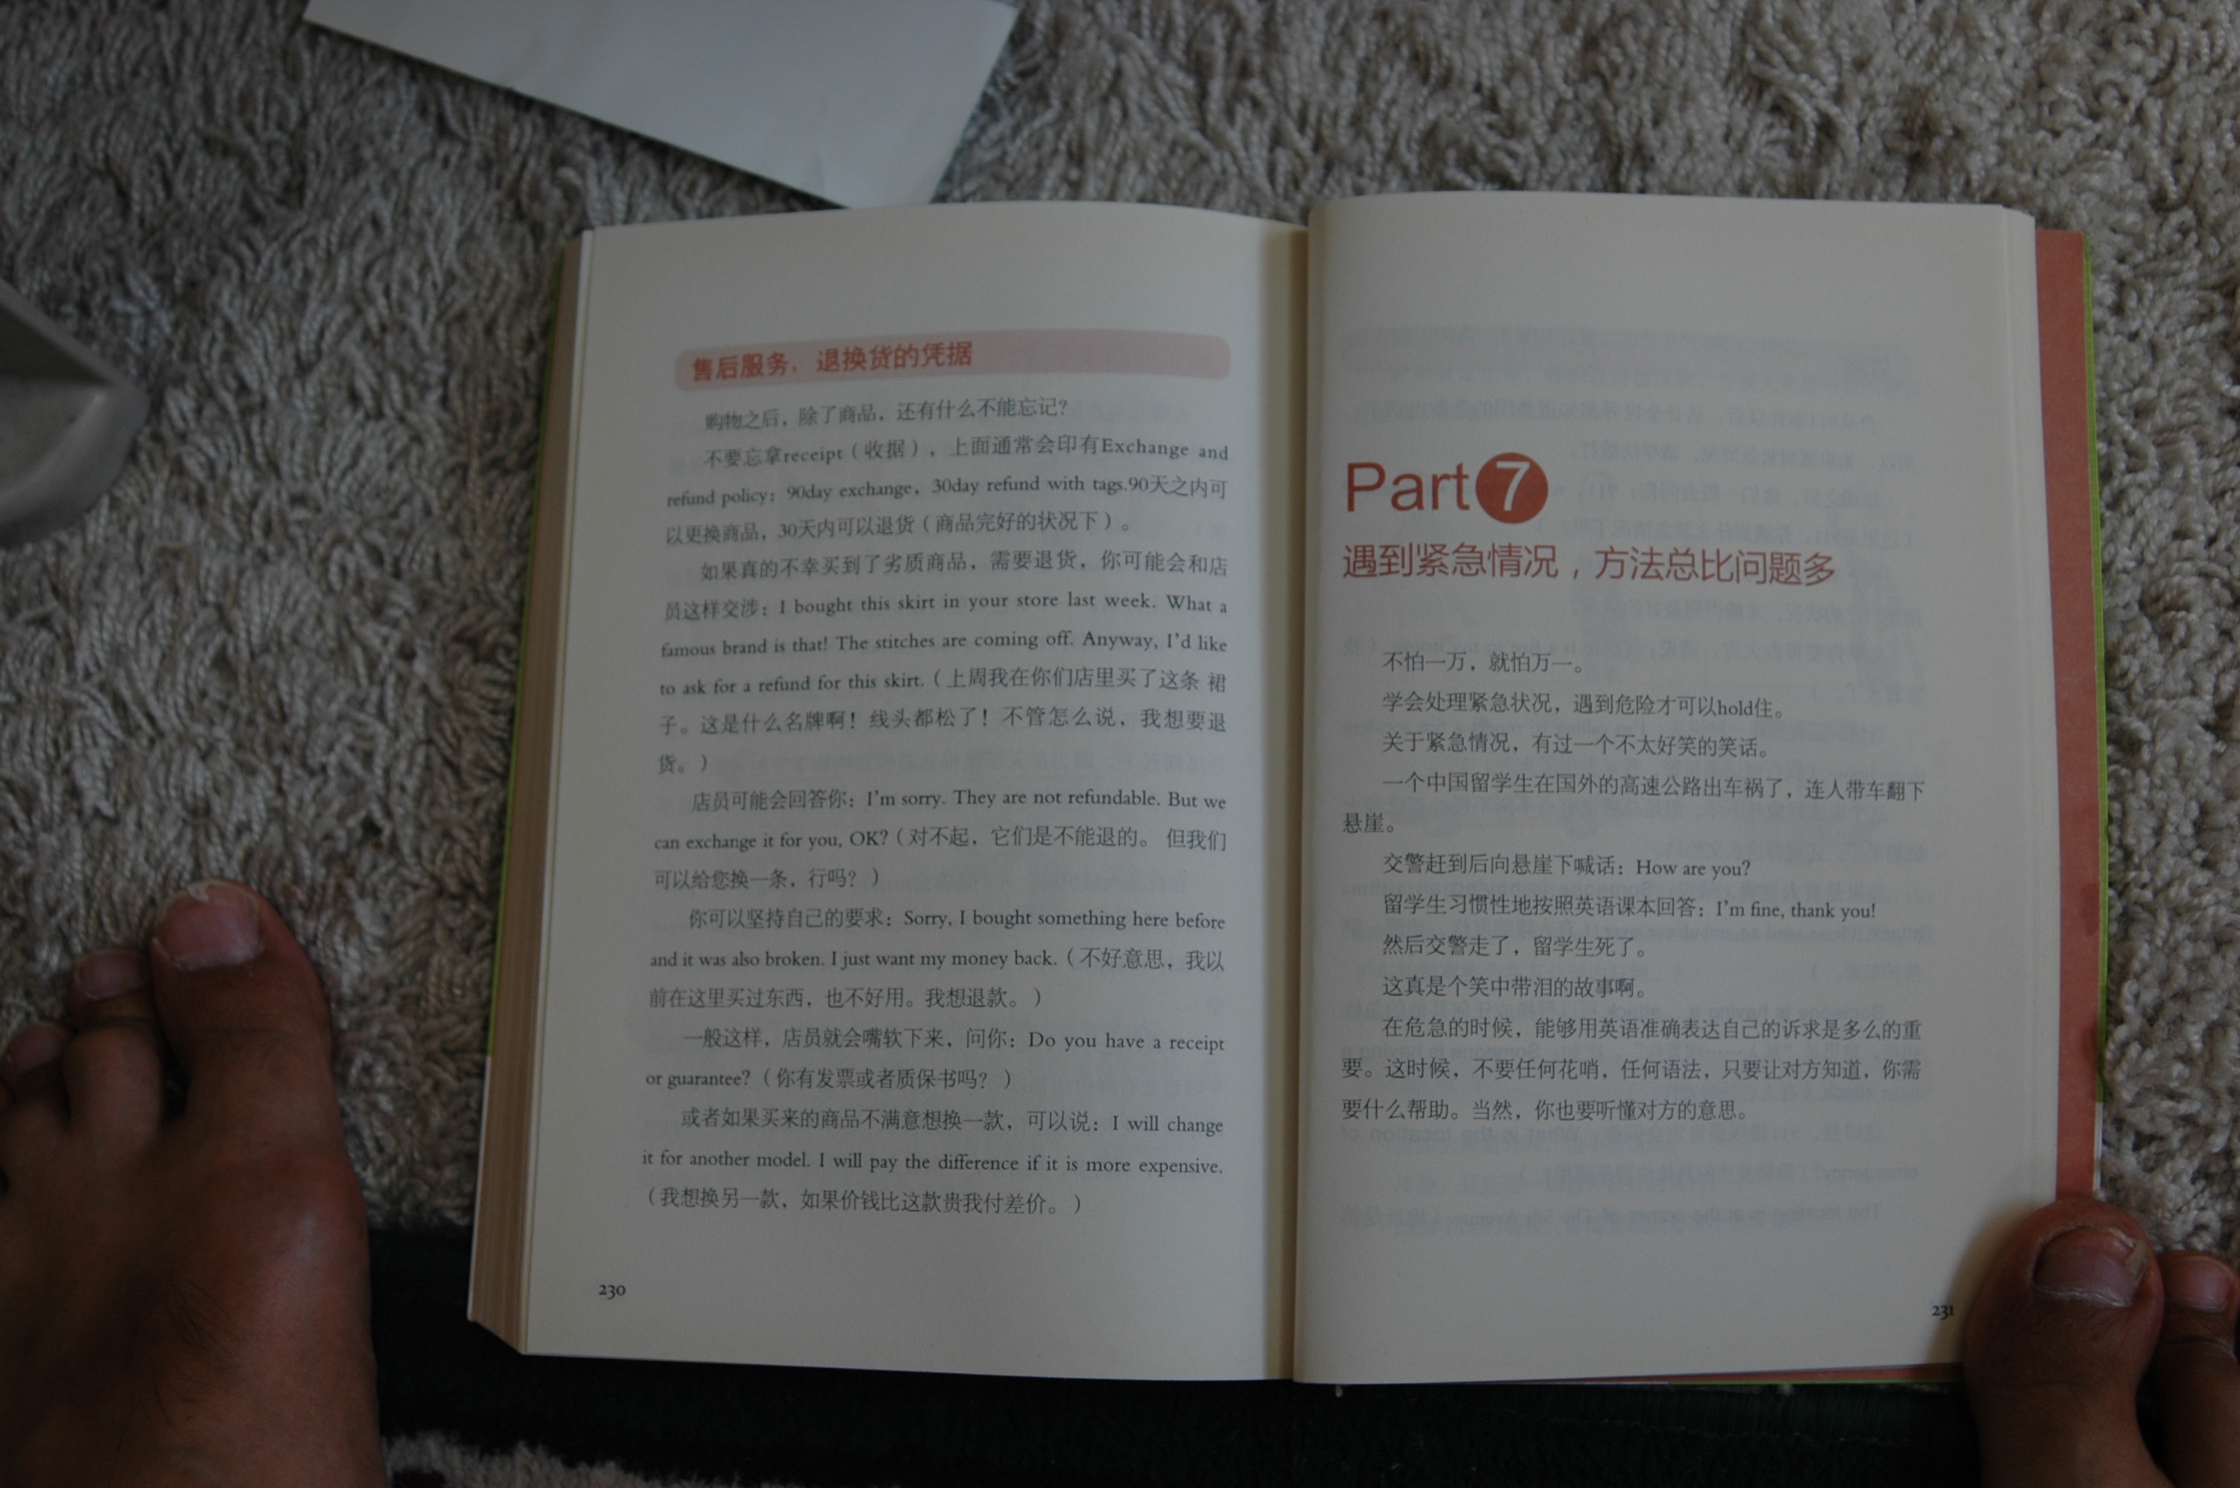 售后服务、退换货的凭据
购物之后，除了商品，还有什么不能忘记？
不要忘拿receipt（收据），上面通常会印有Exchange and
refund policy：90day exchange，30day refund with tags.90天之内可
以更换商品，30天内可以退货（商品完好的状况下）。
如果真的不幸买到了劣质商品，需要退货，你可能会和店
员这样交涉：I bought this skirt in your store last week. What a
famous brand is that! The stitches are coming off. Anyway, I'd like
to ask for a refund for this skirt.（上周我在你们店里买了这条 裙
子。这是什么名牌啊！线头都松了！不管怎么说，我想要退
货。）
店员可能会回答你：I'm sorry. They are not refundable. But we
can exchange it for you, OK?（对不起，它们是不能退的。但我们
可以给您换一条，行吗？）
你可以坚持自己的要求：Sorry, I bought something here before
and it was also broken. I just want my money back.（不好意思，我以
前在这里买过东西，也不好用。我想退款。）
一般这样，店员就会嘴软下来，问你：Do you have a receipt
or guarantee?（你有发票或者质保书吗？）
或者如果买来的商品不满意想换一款，可以说：I will change
it for another model. I will pay the difference if it is more expensive.
（我想换另一款，如果价钱比这款贵我付差价。）
230
Part 7
遇到紧急情况，方法总比问题多
不怕一万，就怕万一。
学会处理紧急状况，遇到危险才可以hold住。
关于紧急情况，有过一个不太好笑的笑话。
一个中国留学生在国外的高速公路出车祸了，连人带车翻下
悬崖。
交警赶到后向悬崖下喊话：How are you?
留学生习惯性地按照英语课本回答：I'm fine, thank you!
然后交警走了，留学生死了。
这真是个笑中带泪的故事啊。
在危急的时候，能够用英语准确表达自己的诉求是多么的重
要。这时候，不要任何花哨，任何语法，只要让对方知道，你需
要什么帮助。当然，你也要听懂对方的意思。
231